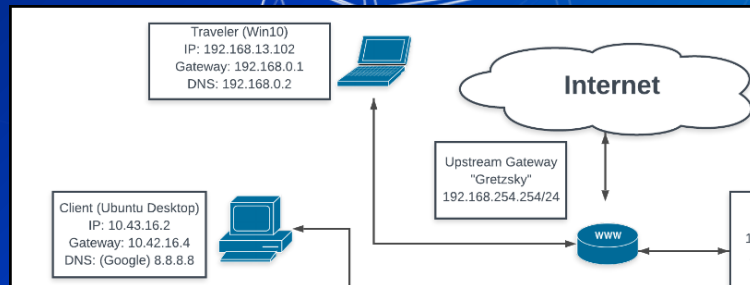 Traveler (Win10)
IP: 192.168.13.102
Gateway: 192.168.0.1
DNS: 192.168.0.2
Internet
Upstream Gateway
"Gretzsky"
192.168.254.254/24
Client (Ubuntu Desktop)
IP: 10.43.16.2
Gateway: 10.42.16.4
DNS: (Google) 8.8.8.8
WWW